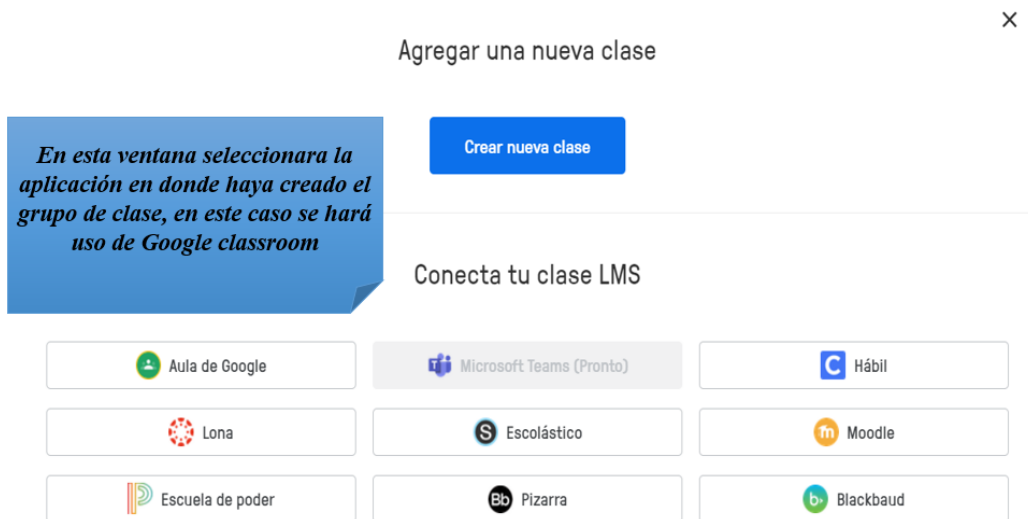 Agregar una nueva clase
Crear nueva clase
En esta ventana seleccionara la
aplicación en donde haya creado el
grupo de clase, en este caso se hará
uso de Google classroom
Conecta tu clase LMS
Aula de Google
Microsoft Teams (Pronto)
C Hábil
Lona
S Escolástico
m Moodle
Escuela de poder
Bb Pizarra
b. Blackbaud